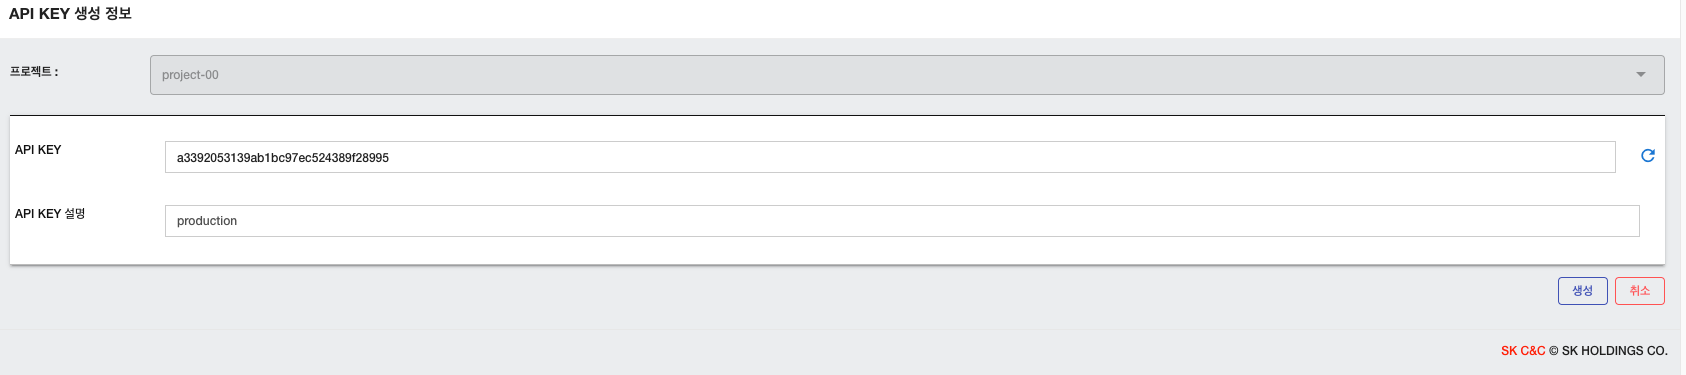 API KEY 생성 정보
프로젝트 :
project-00
API KEY
a3392053139ab1bc97ec524389f28995
API KEY 설명
production
생성 취소
SK C&C © SK HOLDINGS CO.